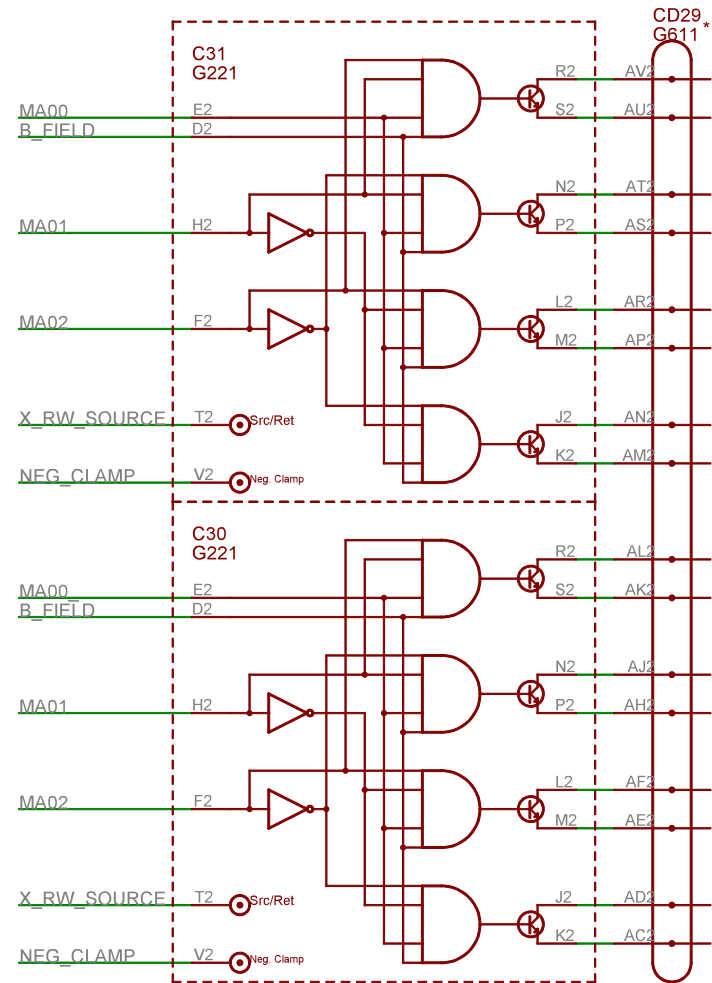 CD29
G611 *
C31
G221
R2 AV2
MA00 E2 S2 AU2
B_FIELD D2
N2 AT2
MA01 H2 P2 AS2
L2 AR2
MA02 F2 M2 AP2
X_RW_SOURCE T2 Src/Ret J2 AN2
K2 AM2
NEG_CLAMP V2 Neg. Clamp
C30
G221
R2 AL2
MA00_ E2 S2 AK2
B_FIELD D2
N2 AJ2
MA01 H2 P2 AH2
L2 AF2
MA02 F2 M2 AE2
X_RW_SOURCE T2 Src/Ret J2 AD2
K2 AC2
NEG_CLAMP V2 Neg. Clamp